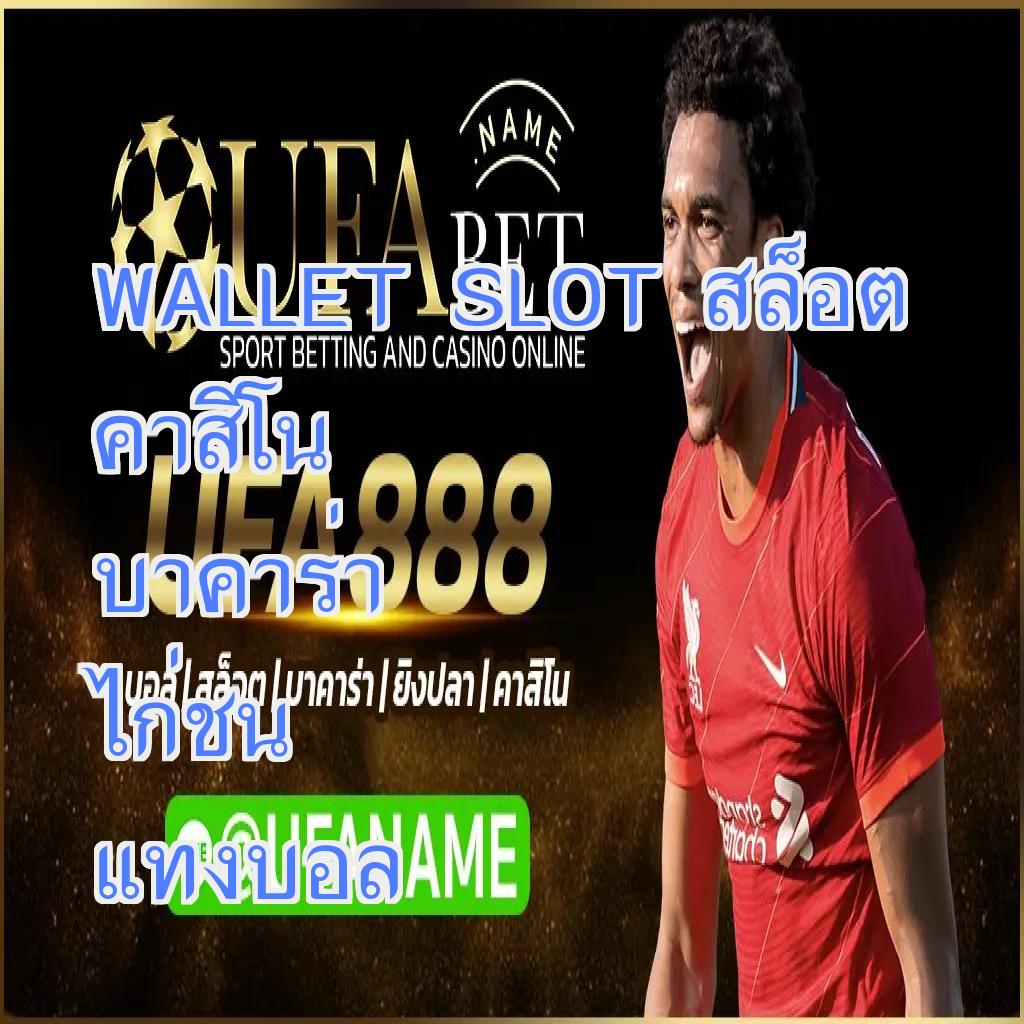 .NAME
UFA BET
WALLET SLOT สล็อต
SPORT BETTING AND CASINO ONLINE
คาสิโน
UFA888
บาคาร่า
บอล | สล็อต | บาคาร่า | ยิงปลา | คาสิโน
ไก่ชน
@UFANAME
แทงบอล